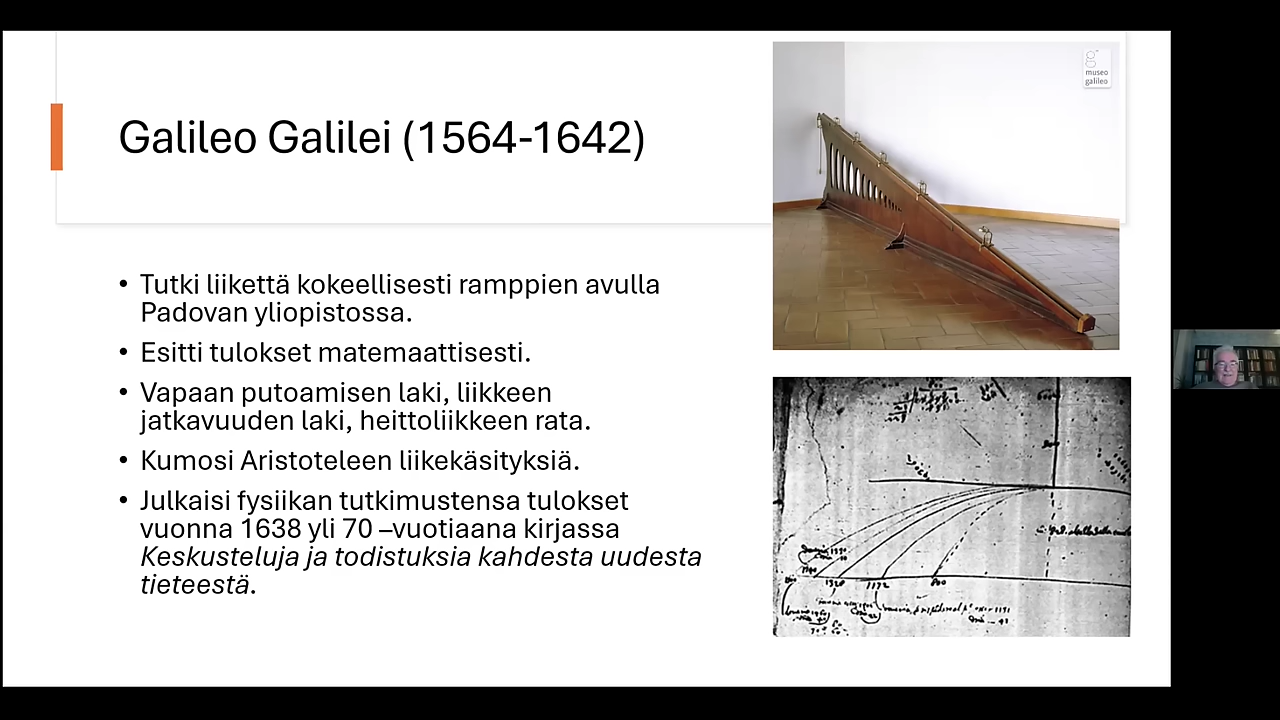 Galileo Galilei (1564-1642)
• Tutki liikettä kokeellisesti ramppien avulla
Padovan yliopistossa.
• Esitti tulokset matemaattisesti.
• Vapaan putoamisen laki, liikkeen
jatkavuuden laki, heittoliikkeen rata.
• Kumosi Aristoteleen liikekäsityksiä.
• Julkaisi fysiikan tutkimustensa tulokset
vuonna 1638 yli 70 –vuotiaana kirjassa
Keskusteluja ja todistuksia kahdesta uudesta
tieteestä.
museo
galileo
1172